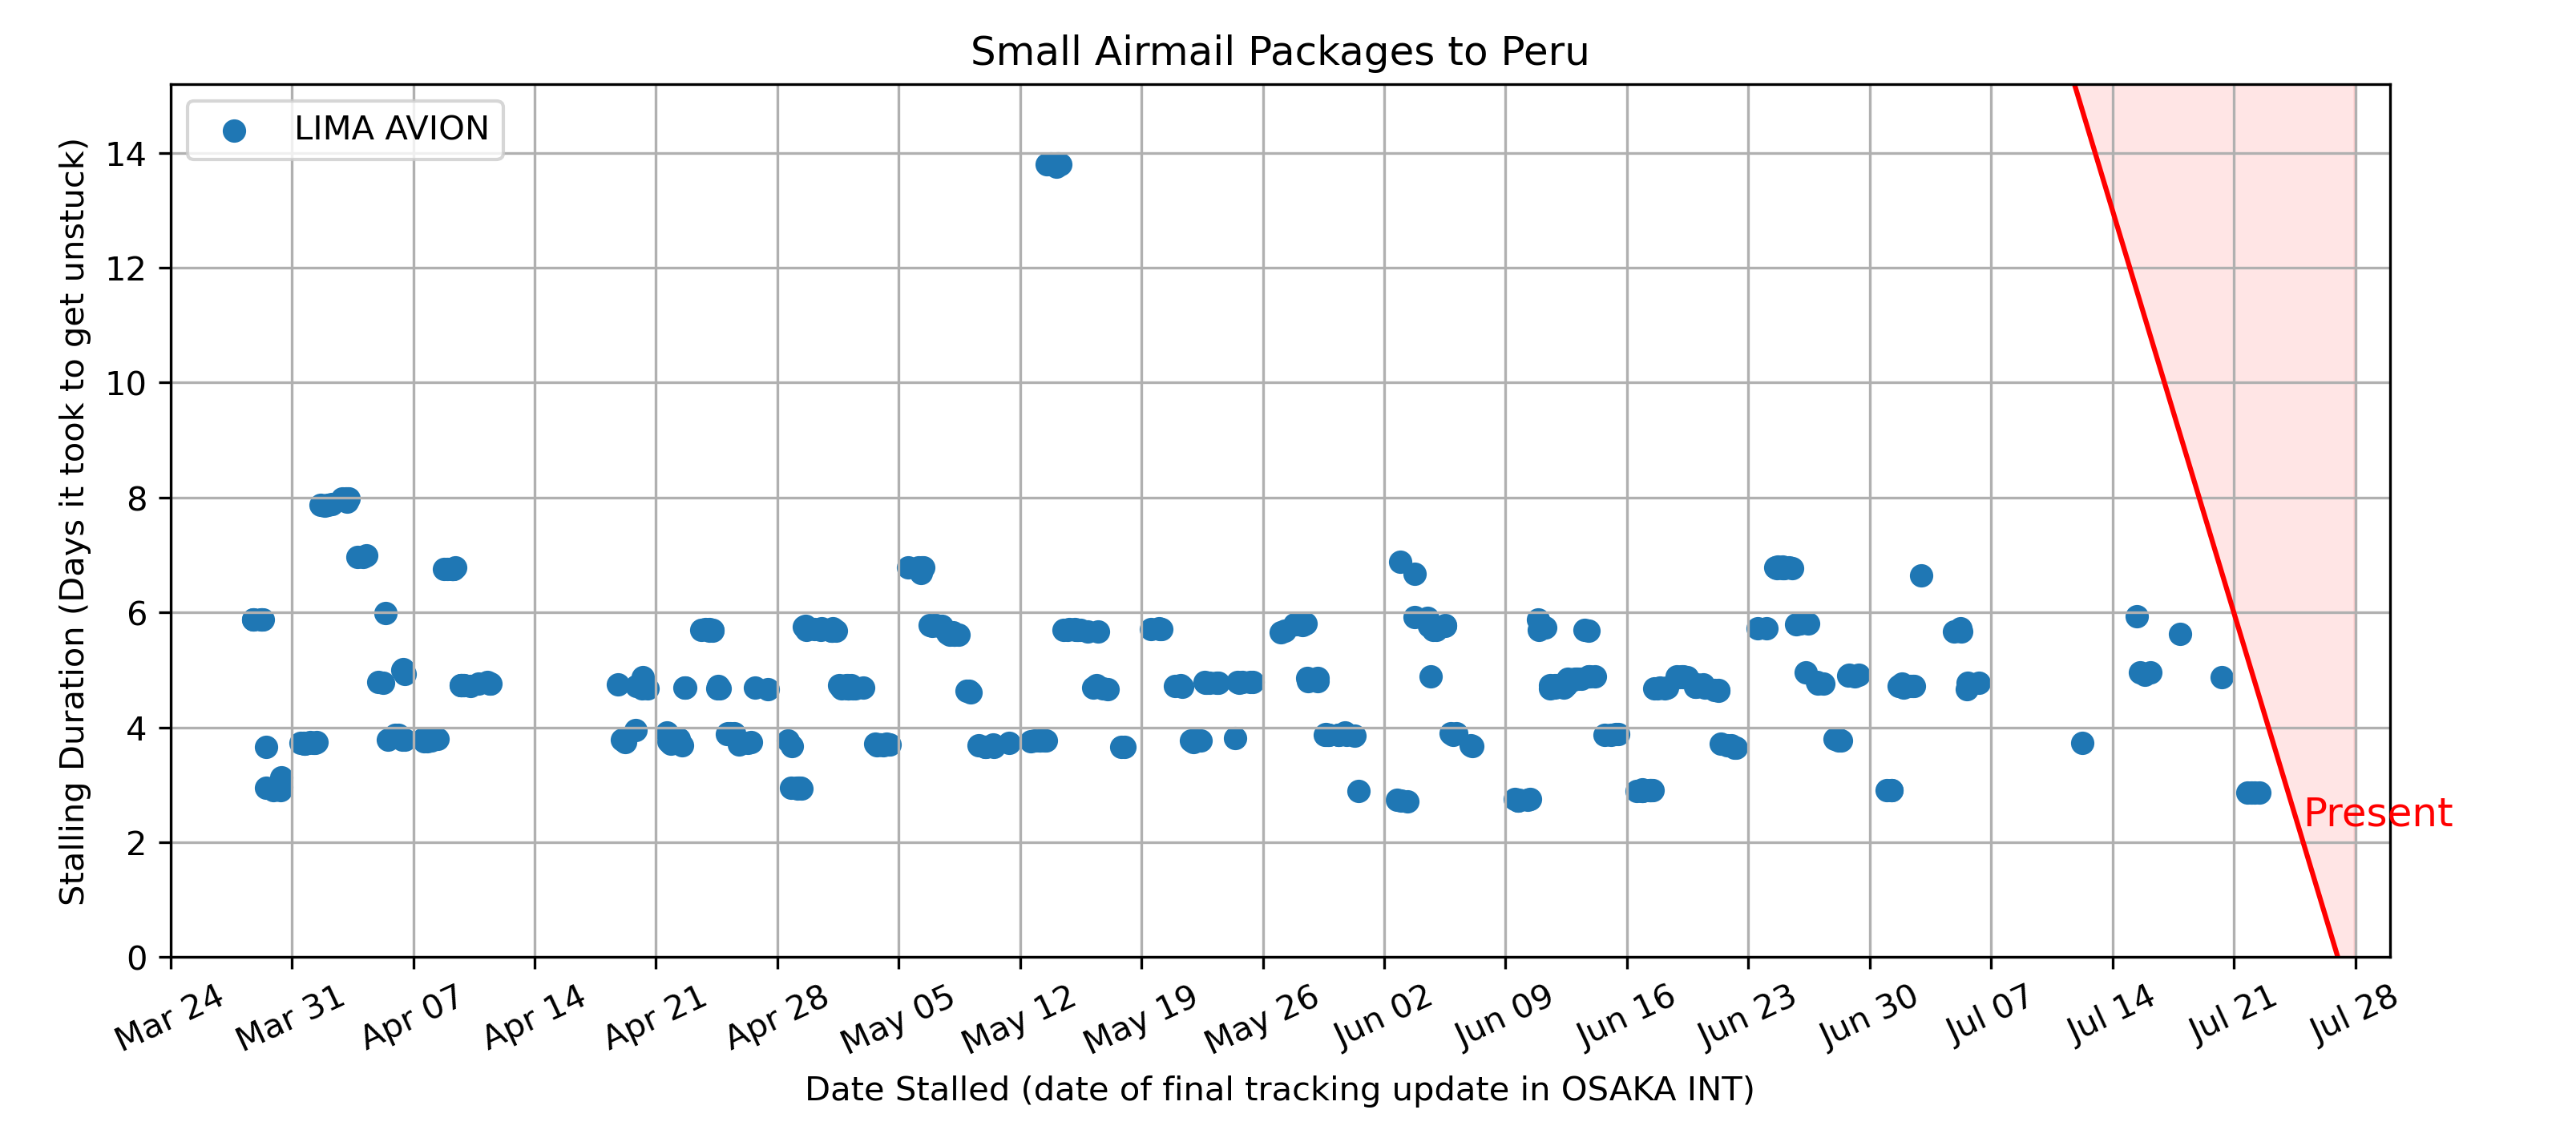 Small Airmail Packages to Peru
LIMA AVION
Stalling Duration (Days it took to get unstuck)
14
12
10
8
6
4
2
0
Present
Mar 24
Mar 31
Apr 07
Apr 14
Apr 21
Apr 28
May 05
May 12
May 19
May 26
Jun 02
Jun 09
Jun 16
Jun 23
Jun 30
Jul 07
Jul 14
Jul 21
Jul 28
Date Stalled (date of final tracking update in OSAKA INT)